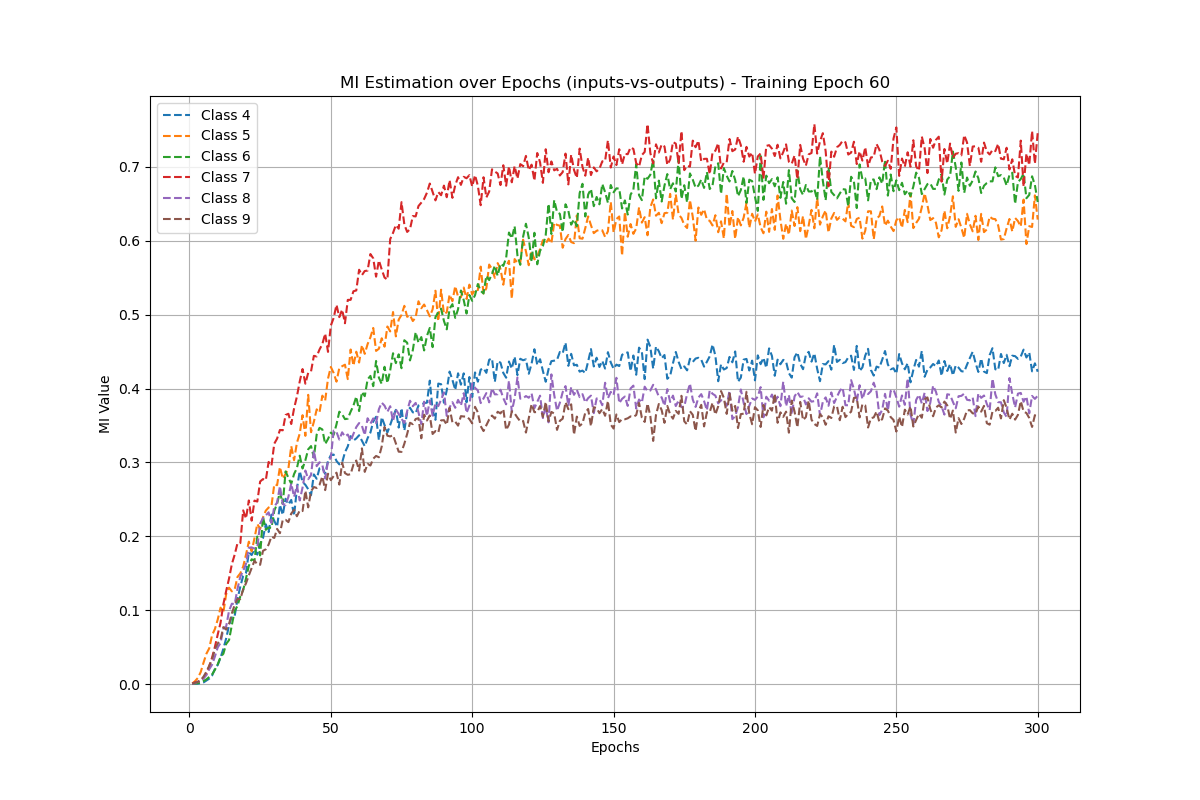 MI Estimation over Epochs (inputs-vs-outputs) - Training Epoch 60
Class 4
Class 5
Class 6
Class 7
Class 8
Class 9
MI Value
0.7
0.6
0.5
0.4
0.3
0.2
0.1
0.0
0 50 100 150 200 250 300
Epochs